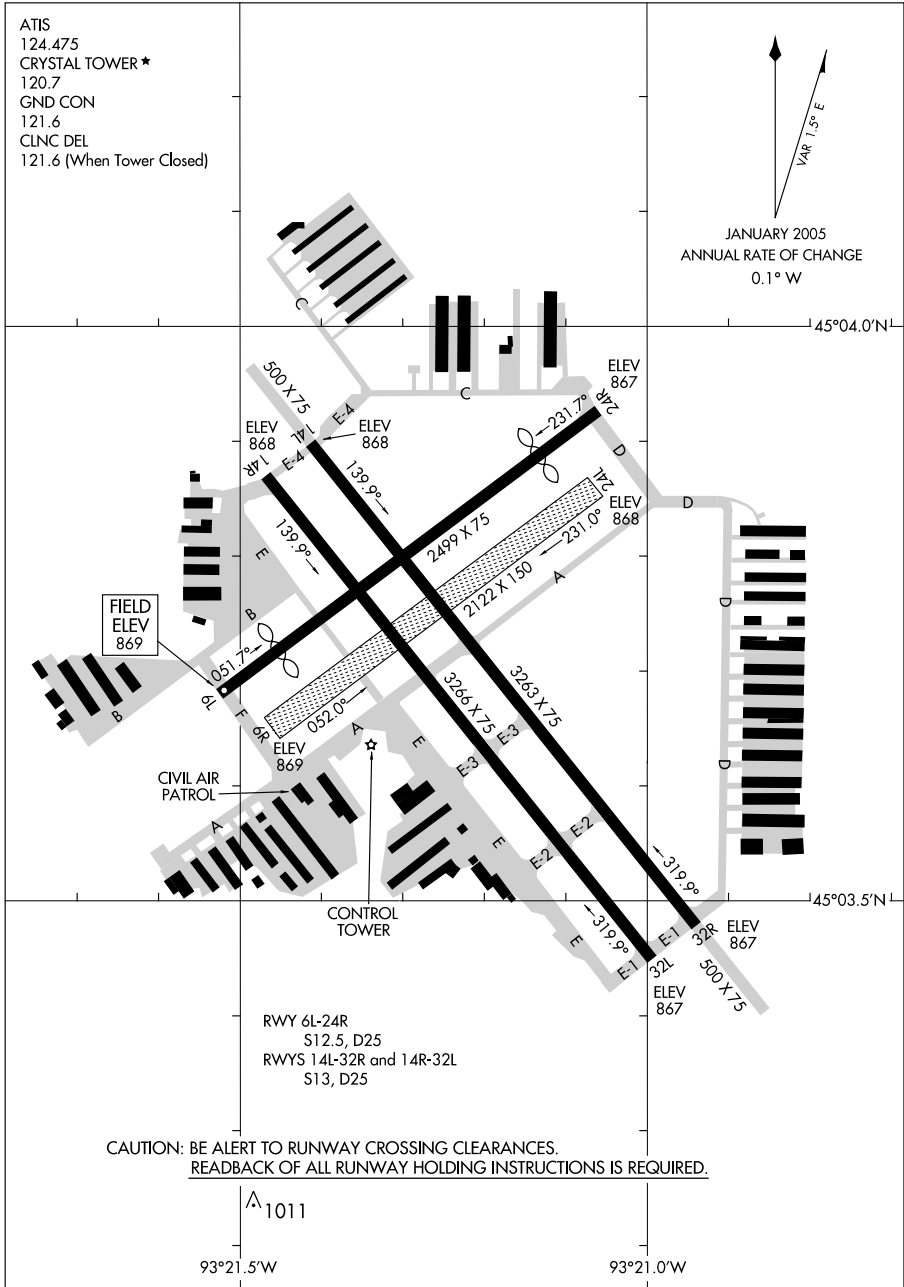 ATIS
124.475
CRYSTAL TOWER ★
120.7
GND CON
121.6
CLNC DEL
121.6 (When Tower Closed)
VAR 1.5° E
JANUARY 2005
ANNUAL RATE OF CHANGE
0.1° W
45°04.0'N
C
500 X 75
C
ELEV
867
24R
231.7°
E-4
ELEV
868
14L
ELEV
868
14R
E-4
D
139.9°
139.9°
24L
ELEV
868
D
231.0°
2499 X 75
2122 X 150
E
A
D
FIELD
ELEV
869
B
051.7°
6L
B
F
6R
052.0°
ELEV
869
A
E
3266 X 75
3263 X 75
E-3
E-3
D
CIVIL AIR
PATROL
A
E
E-2
E-2
319.9°
319.9°
45°03.5'N
CONTROL
TOWER
E
E-1
E-1
32R
ELEV
867
32L
ELEV
867
500 X 75
RWY 6L-24R
S12.5, D25
RWYS 14L-32R and 14R-32L
S13, D25
CAUTION: BE ALERT TO RUNWAY CROSSING CLEARANCES.
READBACK OF ALL RUNWAY HOLDING INSTRUCTIONS IS REQUIRED.
1011
93°21.5'W
93°21.0'W